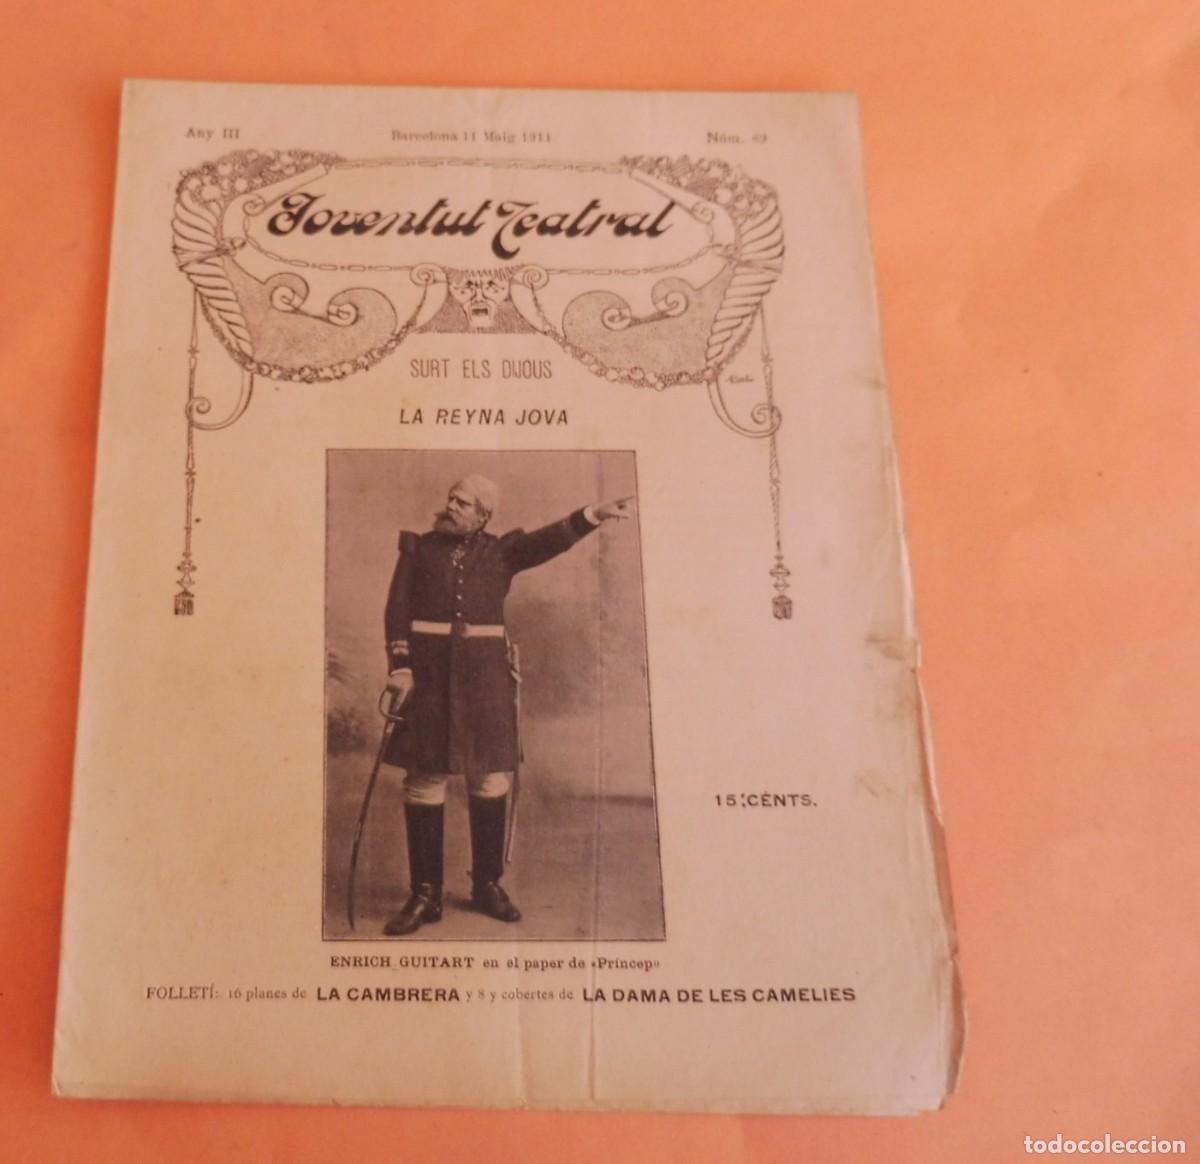 Any III
Barcelona 11 Maig 1911
Núm.
Joventut Teatral
SURT ELS DIJOUS
LA REYNA JOVA
15 CÉNTS.
ENRICH GUITART en el paper de «Príncep»
FOLLETÍ: 16 planes de LA CAMBRERA y 8 y cobertes de LA DAMA DE LES CAMELIES
todocoleccion